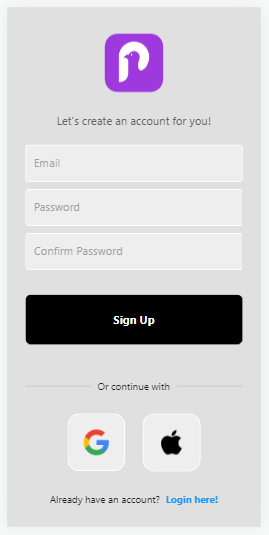 Let's create an account for you!
Email
Password
Confirm Password
Sign Up
Or continue with
Already have an account? Login here!